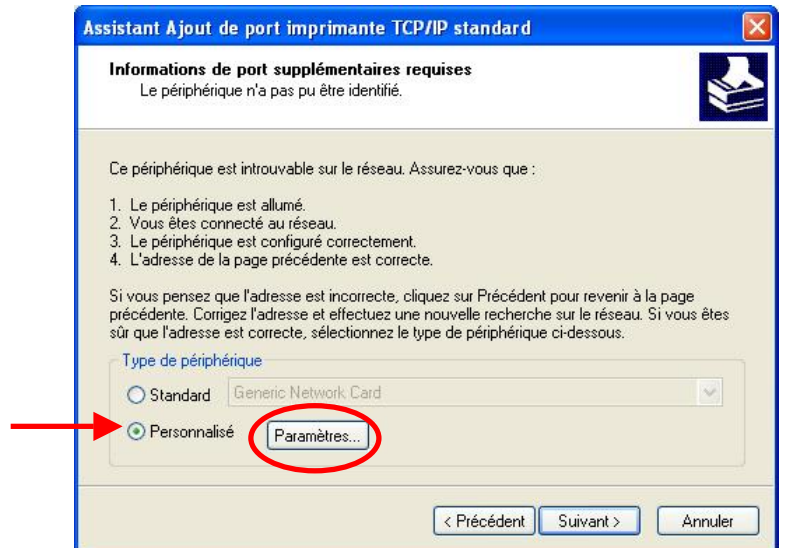 Assistant Ajout de port imprimante TCP/IP standard
Informations de port supplémentaires requises
Le périphérique n'a pas pu être identifié.
Ce périphérique est introuvable sur le réseau. Assurez-vous que :
1. Le périphérique est allumé.
2. Vous êtes connecté au réseau.
3. Le périphérique est configuré correctement.
4. L'adresse de la page précédente est correcte.
Si vous pensez que l'adresse est incorrecte, cliquez sur Précédent pour revenir à la page
précédente. Corrigez l'adresse et effectuez une nouvelle recherche sur le réseau. Si vous êtes
sûr que l'adresse est correcte, sélectionnez le type de périphérique ci-dessous.
Type de périphérique
Standard Generic Network Card
Personnalisé Paramètres...
< Précédent Suivant > Annuler